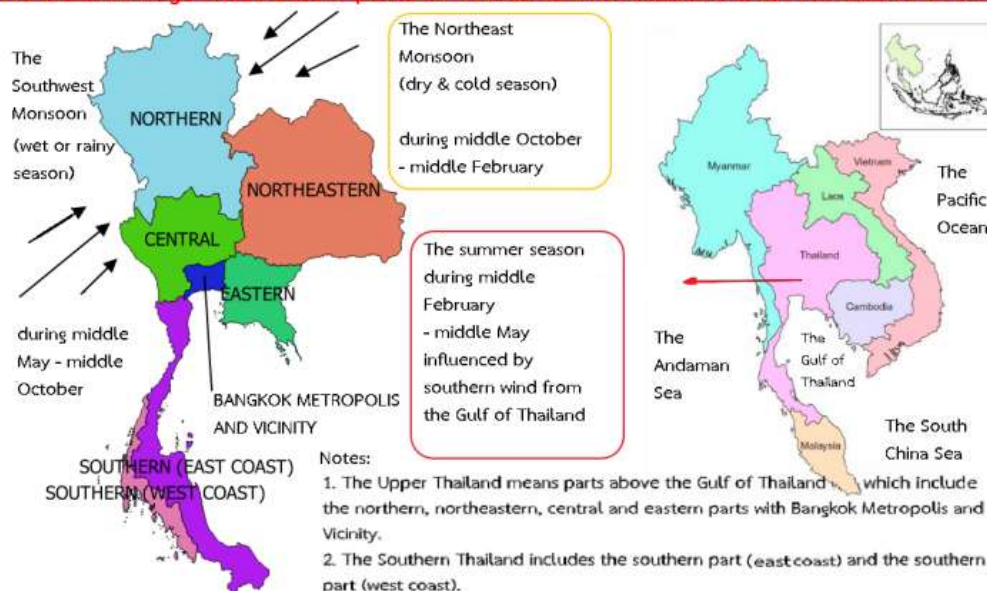 The
Southwest
Monsoon
(wet or rainy
season)
NORTHERN
NORTHEASTERN
CENTRAL
EASTERN
during middle
May - middle
October
BANGKOK METROPOLIS
AND VICINITY
SOUTHERN (EAST COAST)
SOUTHERN (WEST COAST)
The Northeast
Monsoon
(dry & cold season)
during middle October
- middle February
The summer season
during middle
February
- middle May
influenced by
southern wind from
the Gulf of Thailand
Myanmar
Vietnam
Laos
Thailand
Cambodia
Malaysia
The
Pacific
Ocean
The
Andaman
Sea
The
Gulf of
Thailand
The South
China Sea
Notes:
1. The Upper Thailand means parts above the Gulf of Thailand which include
the northern, northeastern, central and eastern parts with Bangkok Metropolis and
Vicinity.
2. The Southern Thailand includes the southern part (east coast) and the southern
part (west coast).